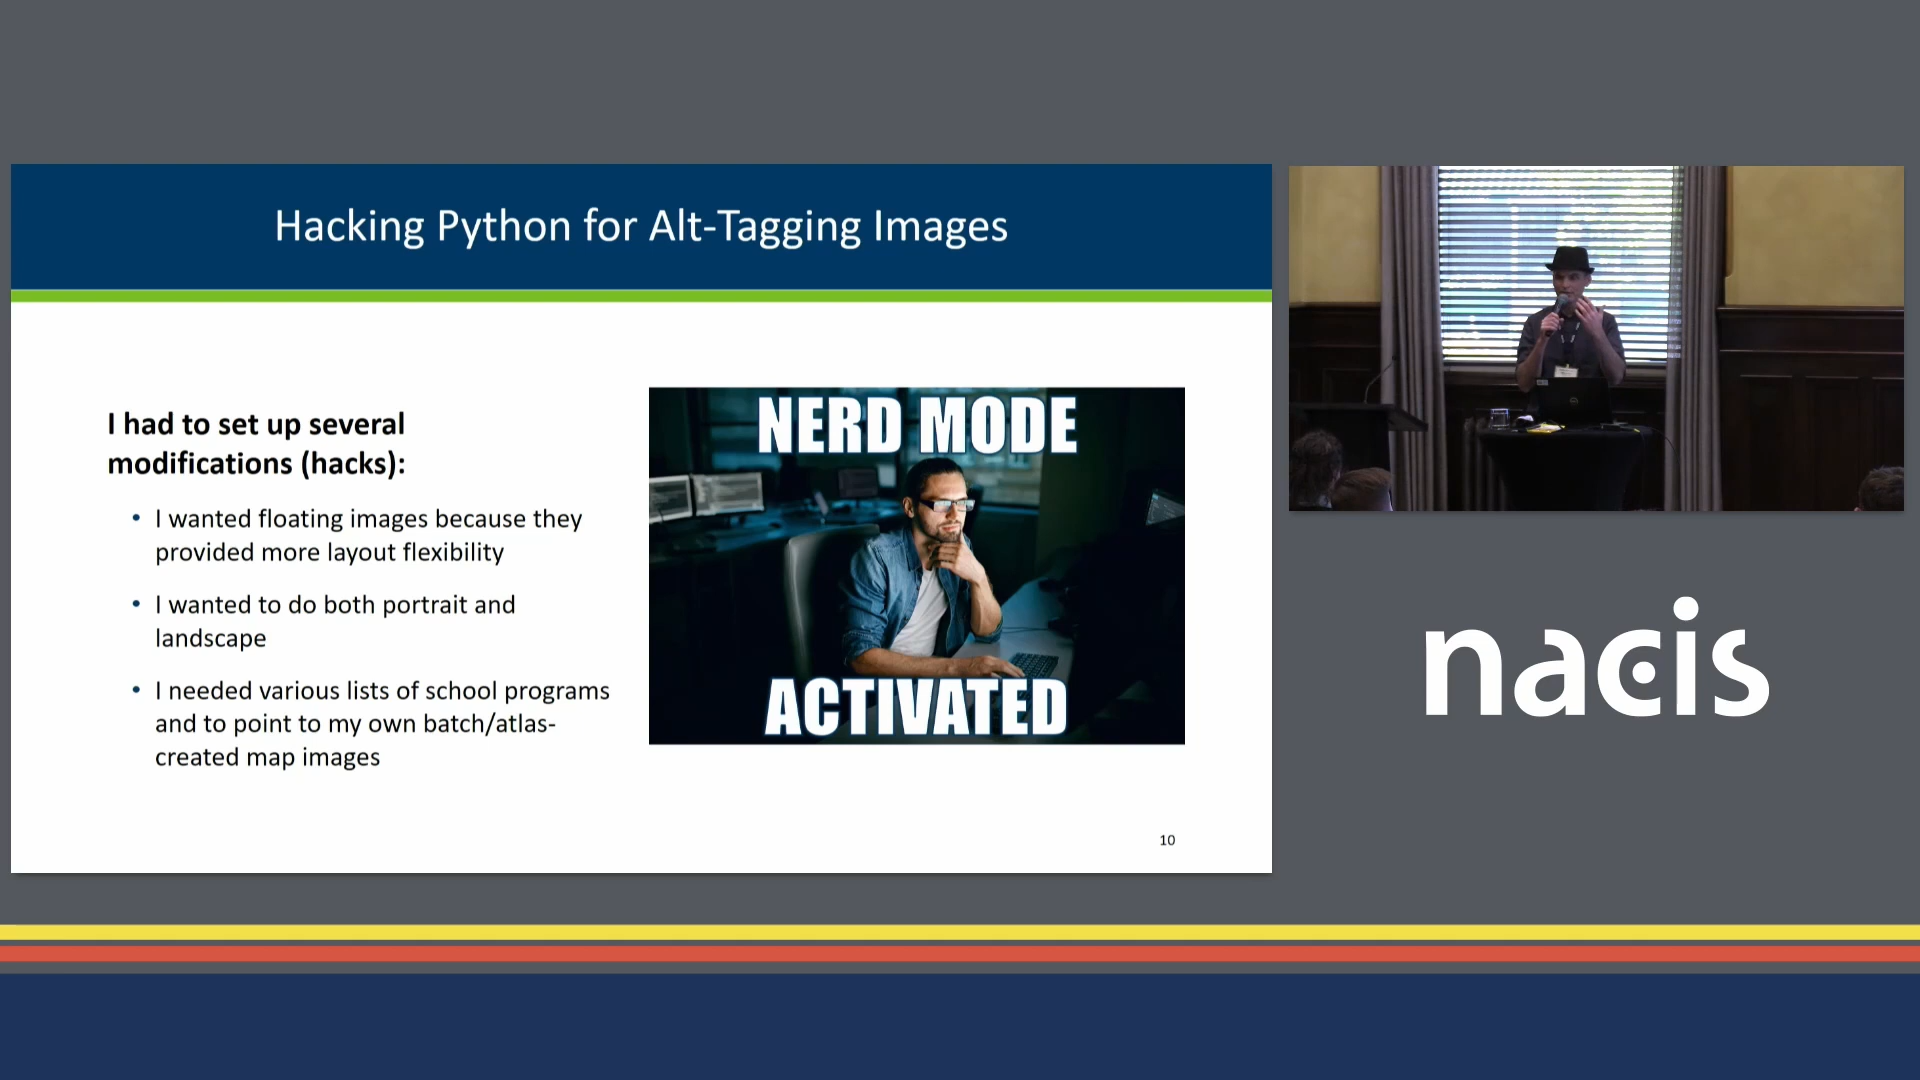 Hacking Python for Alt-Tagging Images
I had to set up several
modifications (hacks):
• I wanted floating images because they
provided more layout flexibility
• I wanted to do both portrait and
landscape
• I needed various lists of school programs
and to point to my own batch/atlas-
created map images
NERD MODE
ACTIVATED
10
nacis